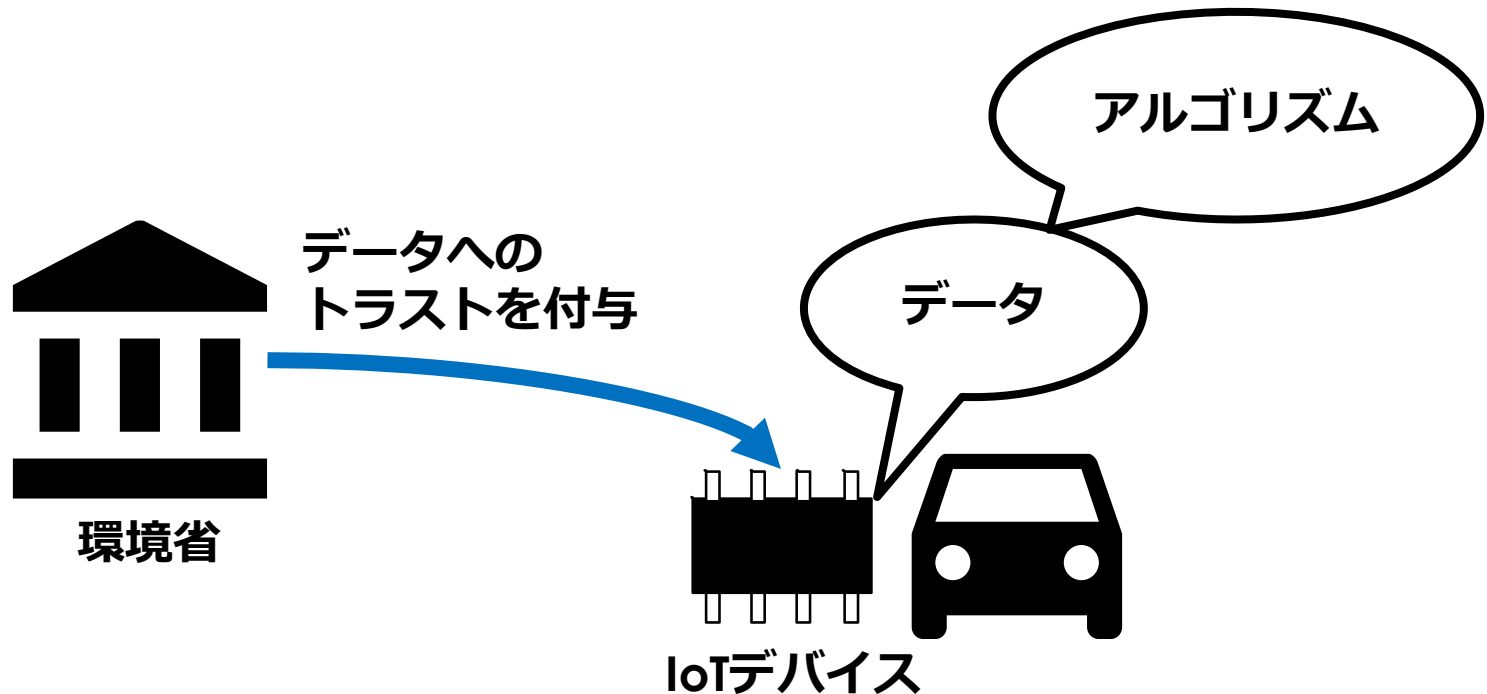 アルゴリズム
データへの
トラストを付与
データ
環境省
IoTデバイス